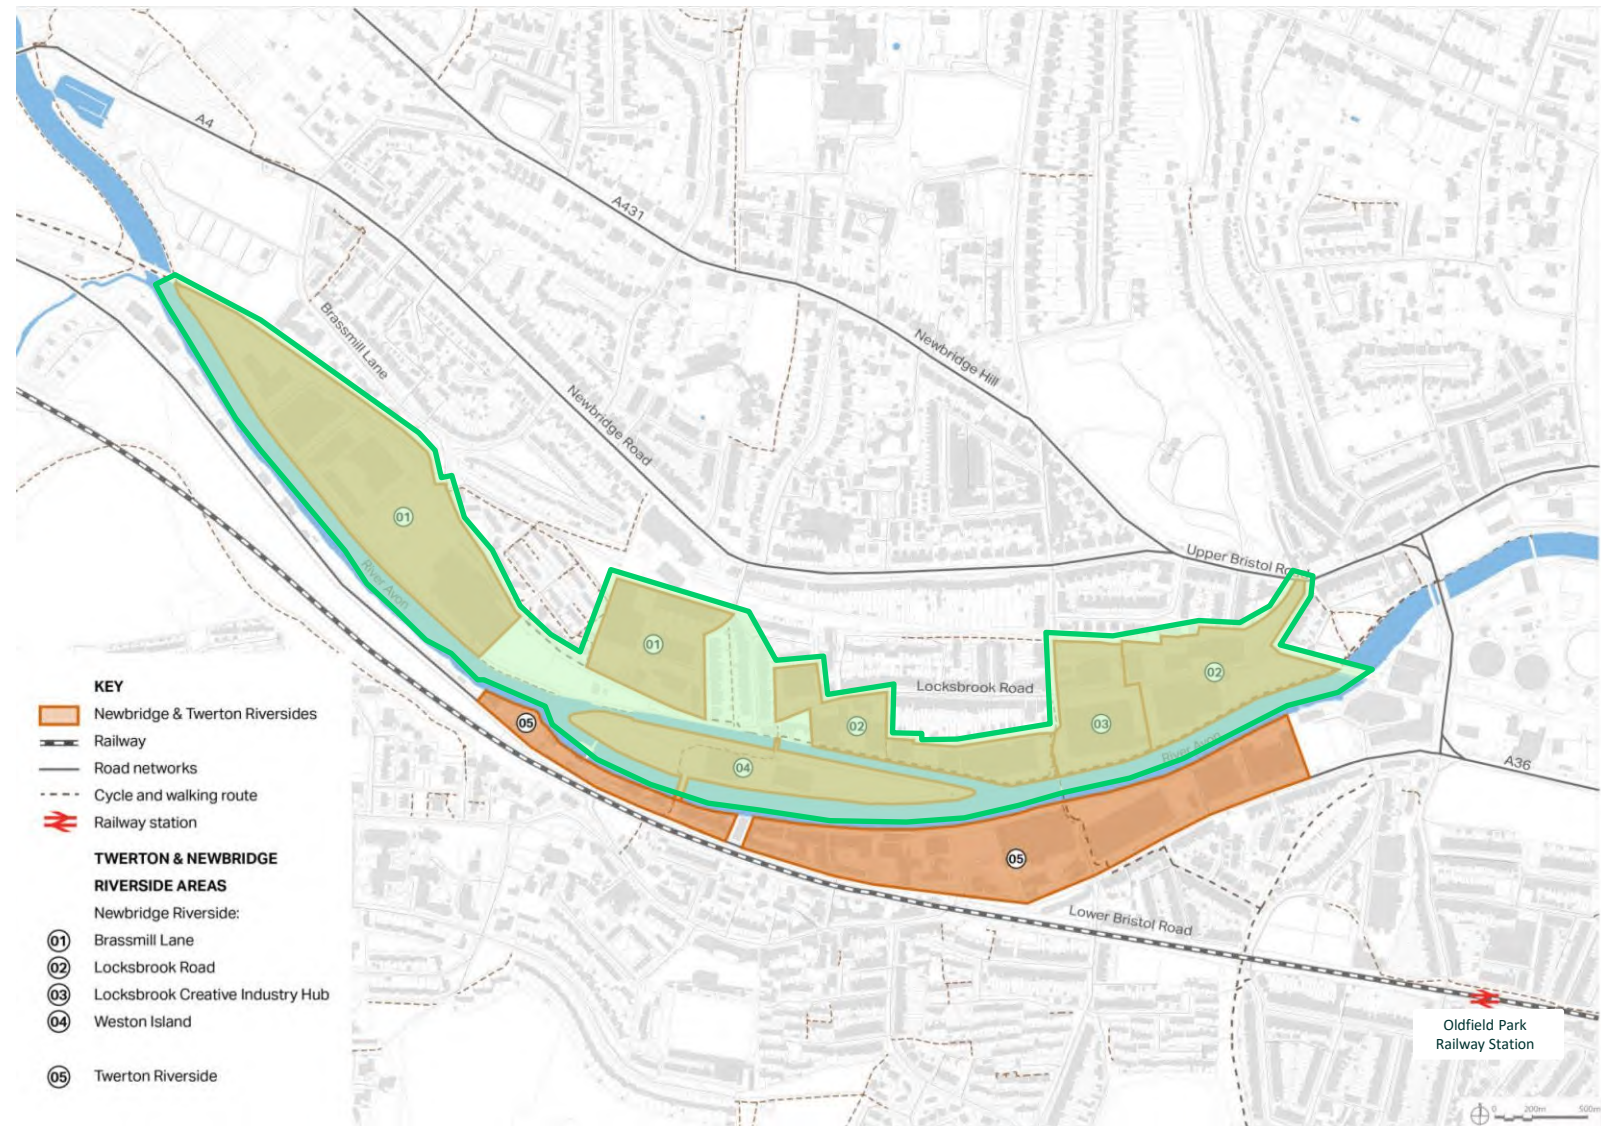 A4
A431
Brassmill Lane
Newbridge Hill
Newbridge Road
01
River Avon
Upper Bristol Road
01
02
Locksbrook Road
02
03
05
04
River Avon
A36
05
Lower Bristol Road
KEY
Newbridge & Twerton Riversides
Railway
Road networks
Cycle and walking route
Railway station
TWERTON & NEWBRIDGE
RIVERSIDE AREAS
Newbridge Riverside:
01 Brassmill Lane
02 Locksbrook Road
03 Locksbrook Creative Industry Hub
04 Weston Island
05 Twerton Riverside
Oldfield Park
Railway Station
0 200m 500m